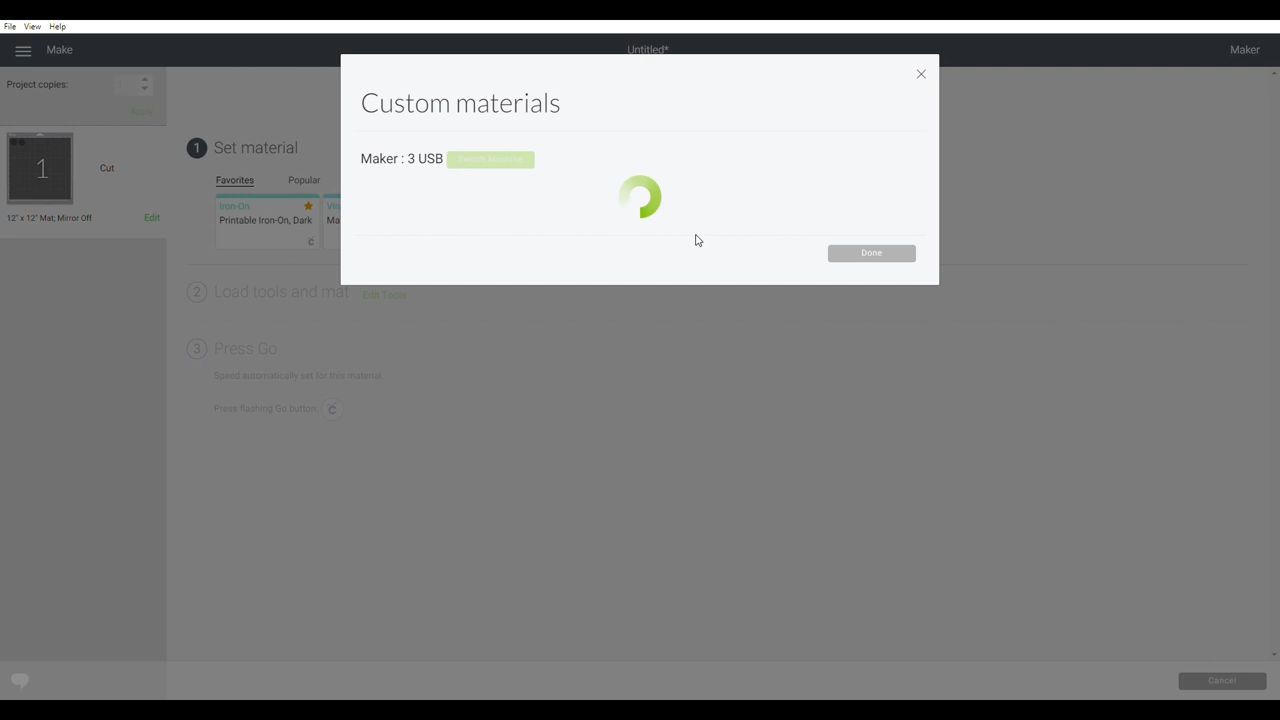 File View Help
Make
Untitled*
Maker
Project copies:
Apply
Custom materials
Maker : 3 USB
1 Set material
1
Cut
Favorites Popular
Iron-On
Printable Iron-On, Dark
12" x 12" Mat; Mirror Off Edit
Done
2 Load tools and mat Edit Tools
3 Press Go
Speed automatically set for this material.
Press flashing Go button
Cancel